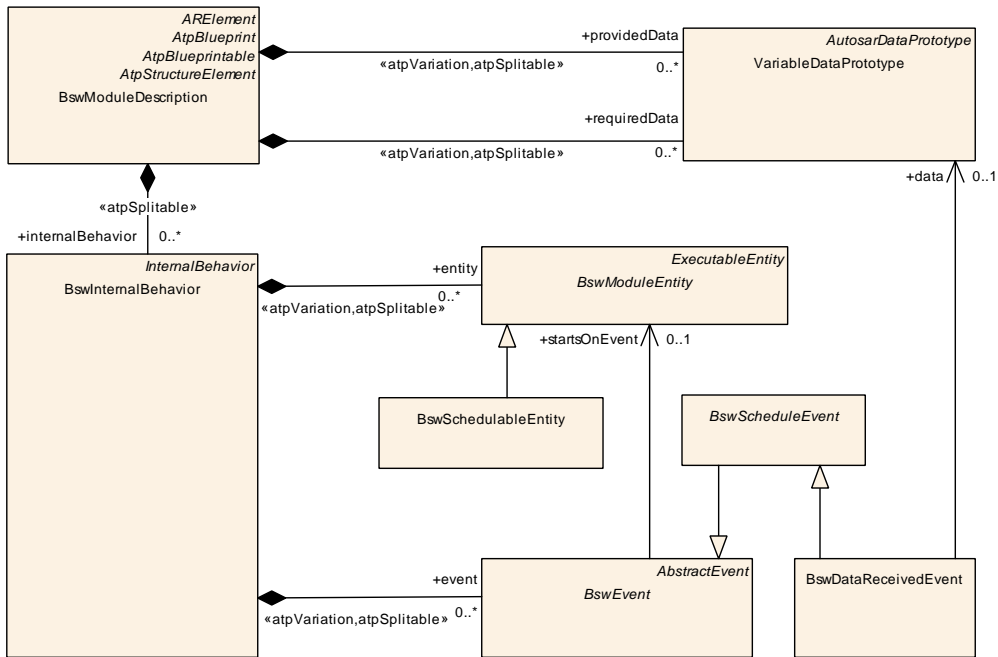 ARElement
AtpBlueprint
AtpBlueprintable
AtpStructureElement
BswModuleDescription
+providedData
«atpVariation,atpSplitable»
0..*
AutosarDataPrototype
VariableDataPrototype
+requiredData
«atpVariation,atpSplitable»
0..*
+data
0..1
«atpSplitable»
+internalBehavior
0..*
InternalBehavior
BswInternalBehavior
+entity
0..*
«atpVariation,atpSplitable»
ExecutableEntity
BswModuleEntity
+startsOnEvent
0..1
BswSchedulableEntity
BswScheduleEvent
+event
0..*
«atpVariation,atpSplitable»
AbstractEvent
BswEvent
BswDataReceivedEvent